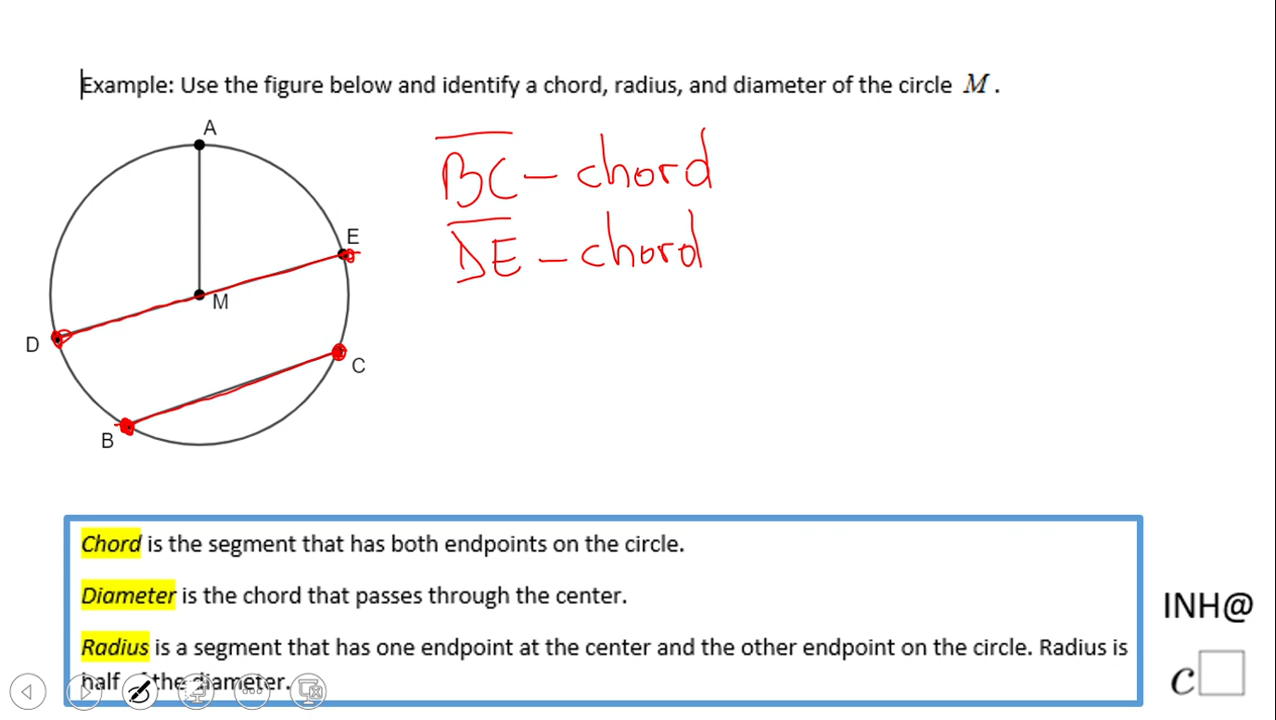 Example: Use the figure below and identify a chord, radius, and diameter of the circle M.
A
BC - chord
E
DE - chord
M
D
C
B
Chord is the segment that has both endpoints on the circle.
Diameter is the chord that passes through the center.
INH@
Radius is a segment that has one endpoint at the center and the other endpoint on the circle. Radius is
half of the diameter.
c